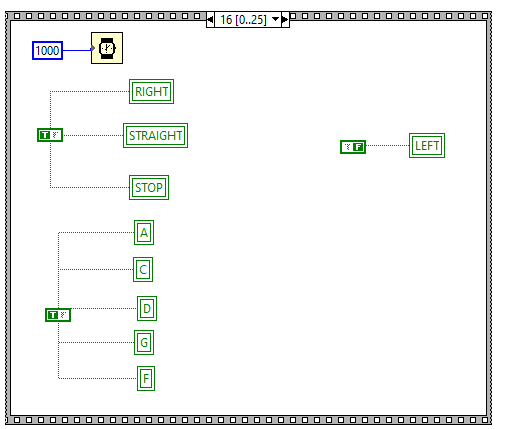 16 [0..25]
1000
RIGHT
T
STRAIGHT
F
LEFT
STOP
A
C
D
T
G
F